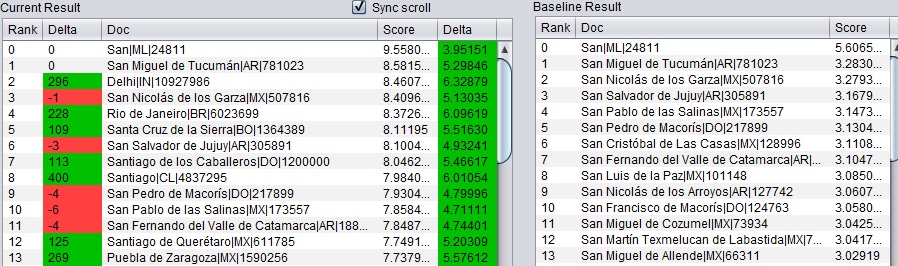 Current Result Sync scroll Baseline Result
Rank Delta Doc Score Delta Rank Doc Score
0 0 San|ML|24811 9.5580... 3.95151 0 San|ML|24811 5.6065...
1 0 San Miguel de Tucumán|AR|781023 8.5815... 5.29846 1 San Miguel de Tucumán|AR|781023 3.2830...
2 296 Delhi|IN|10927986 8.4607... 6.32879 2 San Nicolás de los Garza|MX|507816 3.2793...
3 -1 San Nicolás de los Garza|MX|507816 8.4096... 5.13035 3 San Salvador de Jujuy|AR|305891 3.1679...
4 228 Rio de Janeiro|BR|6023699 8.3726... 6.09619 4 San Pablo de las Salinas|MX|173557 3.1473...
5 109 Santa Cruz de la Sierra|BO|1364389 8.11195 5.51630 5 San Pedro de Macorís|DO|217899 3.1304...
6 -3 San Salvador de Jujuy|AR|305891 8.1004... 4.93241 6 San Cristóbal de Las Casas|MX|128996 3.1108...
7 113 Santiago de los Caballeros|DO|1200000 8.0462... 5.46617 7 San Fernando del Valle de Catamarca|AR|... 3.1047...
8 400 Santiago|CL|4837295 7.9840... 6.01054 8 San Luis de la Paz|MX|101148 3.0850...
9 -4 San Pedro de Macorís|DO|217899 7.9304... 4.79996 9 San Nicolás de los Arroyos|AR|127742 3.0607...
10 -6 San Pablo de las Salinas|MX|173557 7.8584... 4.71111 10 San Francisco de Macorís|DO|124763 3.0580...
11 -4 San Fernando del Valle de Catamarca|AR|188... 7.8487... 4.74401 11 San Miguel de Cozumel|MX|73934 3.0425...
12 125 Santiago de Querétaro|MX|611785 7.7491... 5.20309 12 San Martín Texmelucan de Labastida|MX|7... 3.0417...
13 269 Puebla de Zaragoza|MX|1590256 7.7379... 5.57612 13 San Miguel de Allende|MX|66311 3.02919